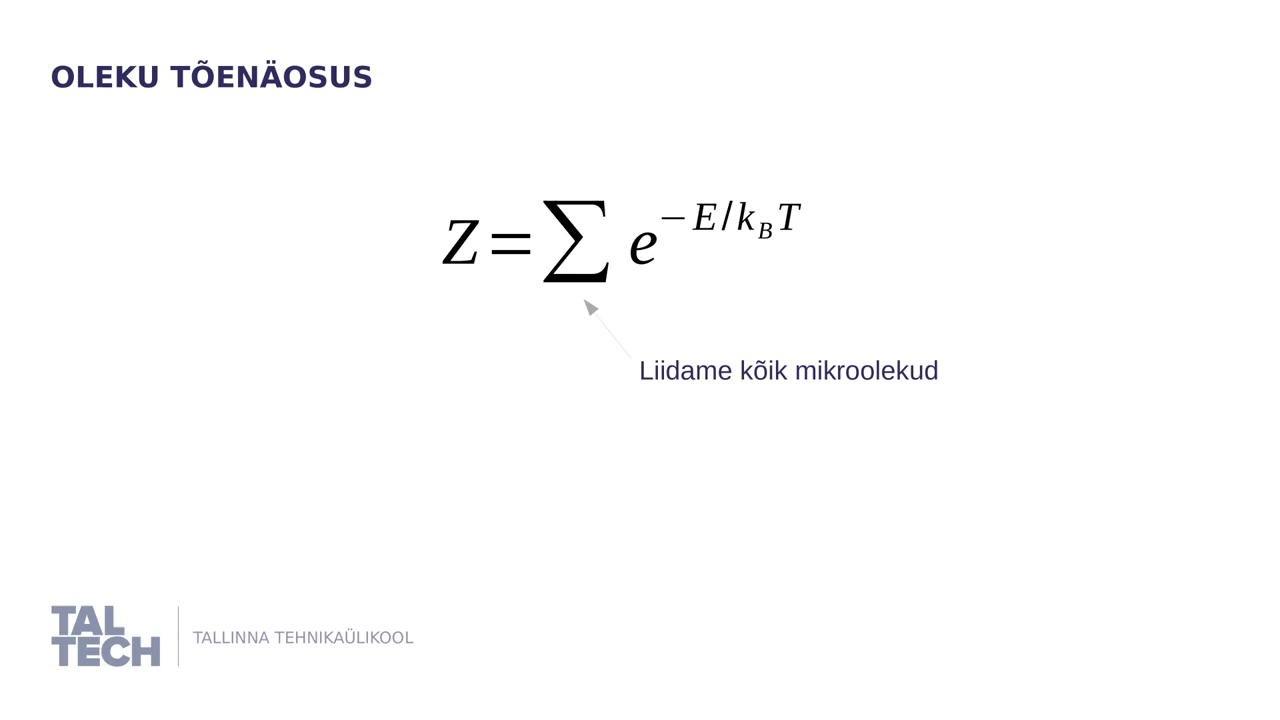 OLEKU TÕENÄOSUS
Z=∑ e^{−E/k_B T}
Liidame kõik mikroolekud
TAL
TECH
TALLINNA TEHNIKAÜLIKOOL